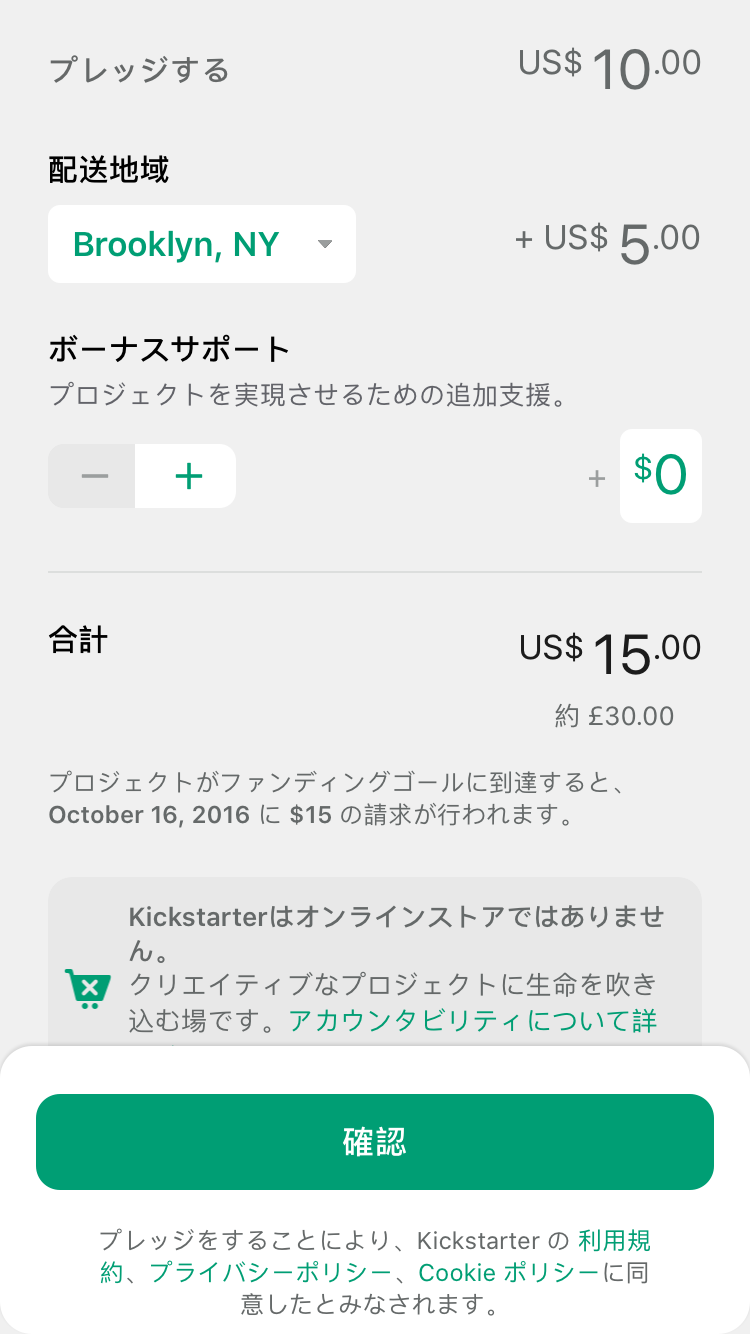 プレッジする US$ 10.00
配送地域
Brooklyn, NY + US$ 5.00
ボーナスサポート
プロジェクトを実現させるための追加支援。
− + + $0
合計 US$ 15.00
約 £30.00
プロジェクトがファンディングゴールに到達すると、
October 16, 2016 に $15 の請求が行われます。
Kickstarterはオンラインストアではありませ
ん。
クリエイティブなプロジェクトに生命を吹き
込む場です。アカウンタビリティについて詳
確認
プレッジをすることにより、Kickstarter の 利用規
約、プライバシーポリシー、Cookie ポリシーに同
意したとみなされます。